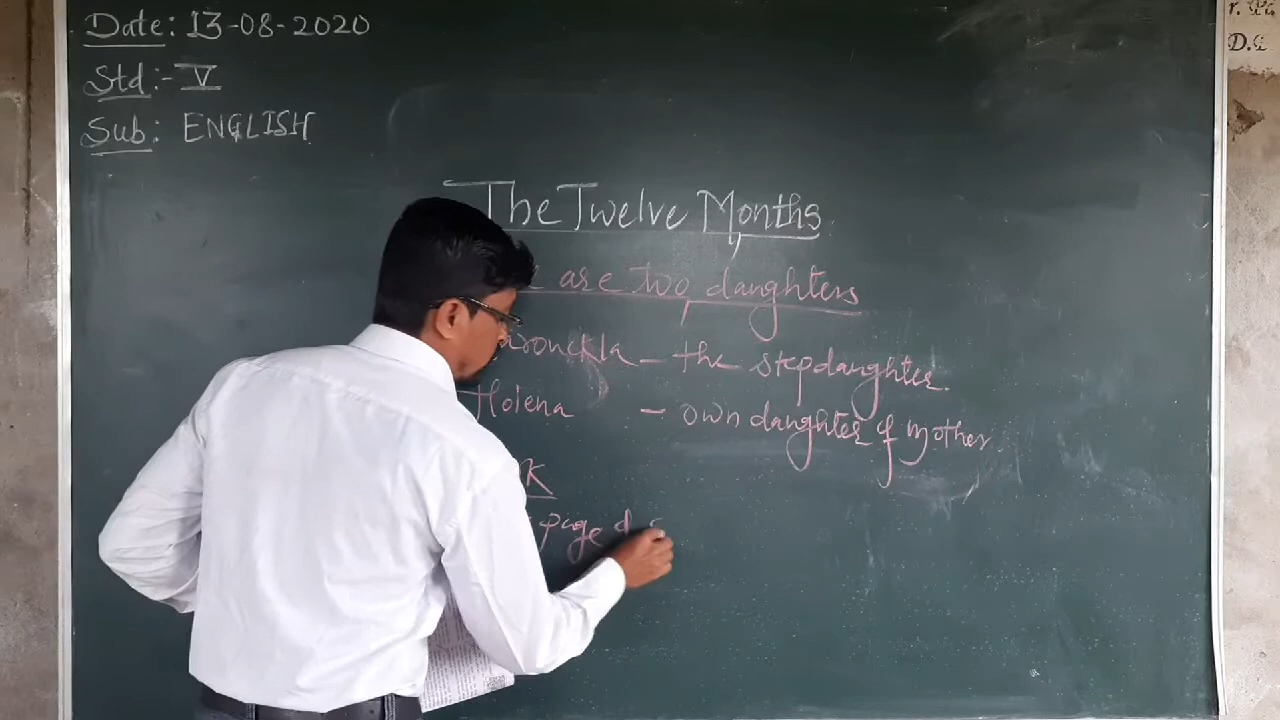 Date: 13-08-2020
Std:- V
Sub: ENGLISH
The Twelve Months
are two daughters
- the stepdaughter.
Holena - own daughter of mother
page
D.G